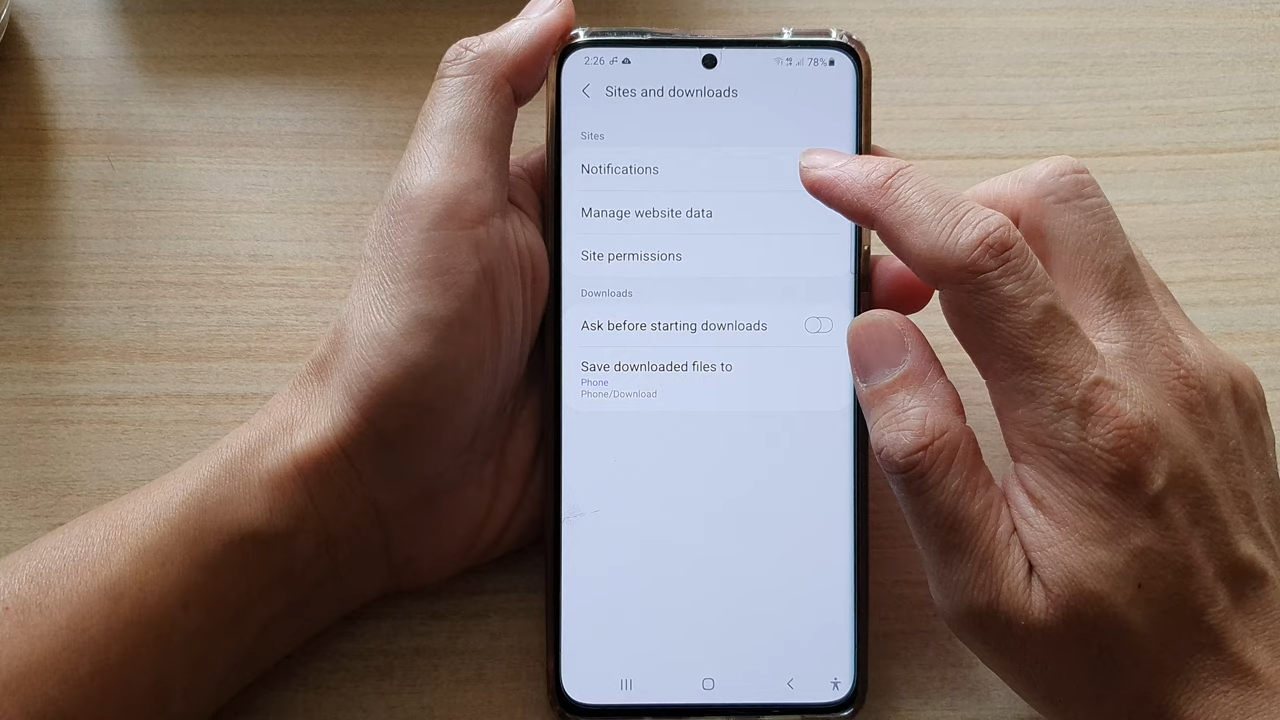 2:26
78%
Sites and downloads
Sites
Notifications
Manage website data
Site permissions
Downloads
Ask before starting downloads
Save downloaded files to
Phone
Phone/Download